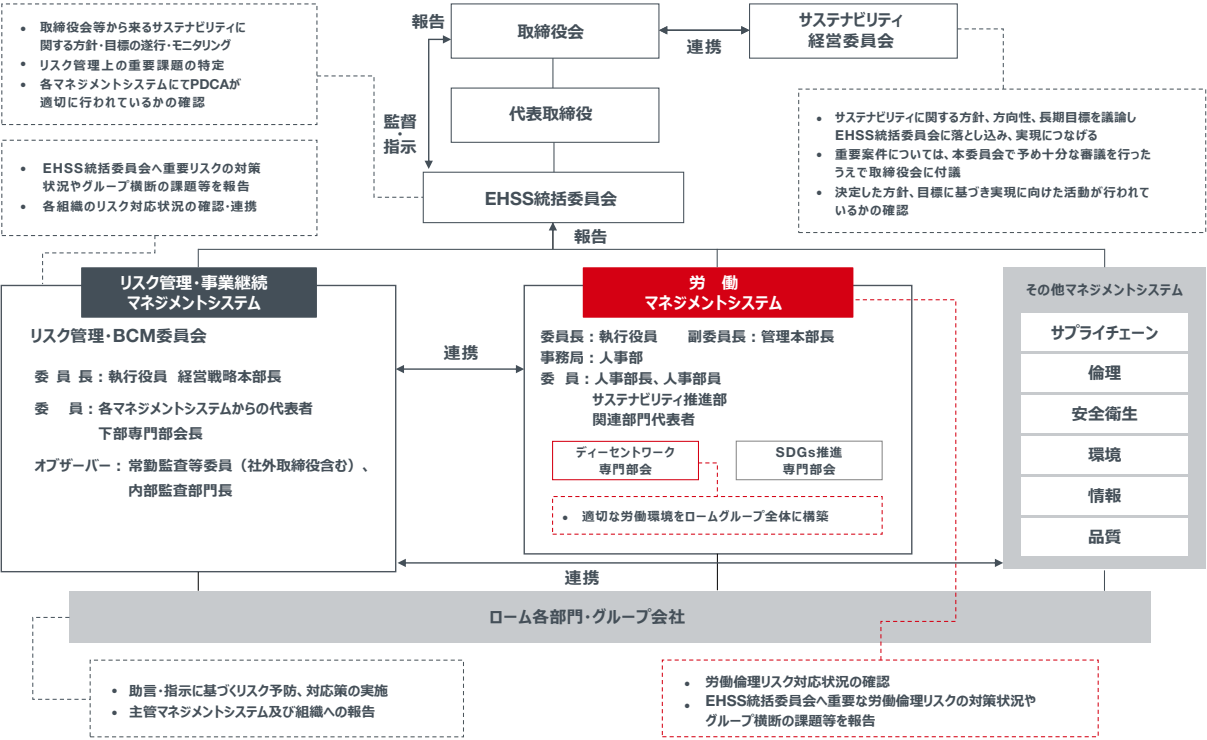 • 取締役会等から来るサステナビリティに
関する方針・目標の遂行・モニタリング
• リスク管理上の重要課題の特定
• 各マネジメントシステムにてPDCAが
適切に行われているかの確認
報告
取締役会
連携
サステナビリティ
経営委員会
代表取締役
監督
・
指示
• サステナビリティに関する方針、方向性、長期目標を議論し
EHSS統括委員会に落とし込み、実現につなげる
• 重要案件については、本委員会で予め十分な審議を行った
うえで取締役会に付議
• 決定した方針、目標に基づき実現に向けた活動が行われて
いるかの確認
• EHSS統括委員会へ重要リスクの対策
状況やグループ横断の課題等を報告
• 各組織のリスク対応状況の確認・連携
EHSS統括委員会
報告
リスク管理・事業継続
マネジメントシステム
リスク管理・BCM委員会
委 員 長：執行役員 経営戦略本部長
委 員：各マネジメントシステムからの代表者
下部専門部会長
オブザーバー：常勤監査等委員（社外取締役含む）、
内部監査部門長
連携
労 働
マネジメントシステム
委員長：執行役員 副委員長：管理本部長
事務局：人事部
委 員：人事部長、人事部員
サステナビリティ推進部
関連部門代表者
ディーセントワーク
専門部会
SDGs推進
専門部会
• 適切な労働環境をロームグループ全体に構築
その他マネジメントシステム
サプライチェーン
倫理
安全衛生
環境
情報
品質
連携
ローム各部門・グループ会社
• 助言・指示に基づくリスク予防、対応策の実施
• 主管マネジメントシステム及び組織への報告
• 労働倫理リスク対応状況の確認
• EHSS統括委員会へ重要な労働倫理リスクの対策状況や
グループ横断の課題等を報告